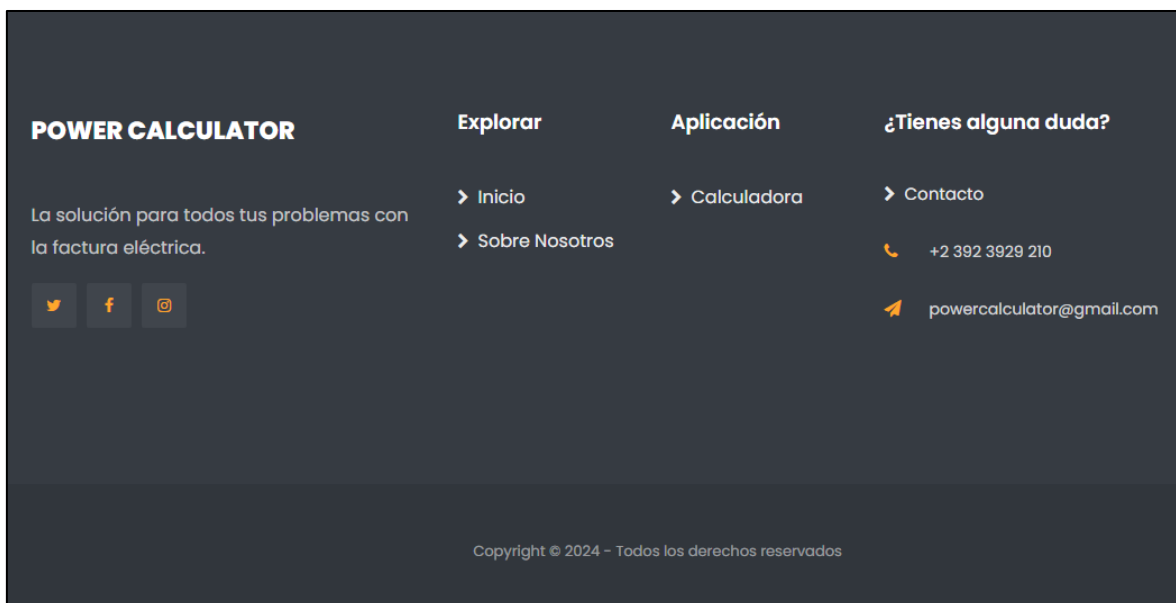 POWER CALCULATOR
La solución para todos tus problemas con
la factura eléctrica.
Explorar
Inicio
Sobre Nosotros
Aplicación
Calculadora
¿Tienes alguna duda?
Contacto
+2 392 3929 210
powercalculator@gmail.com
Copyright © 2024 - Todos los derechos reservados